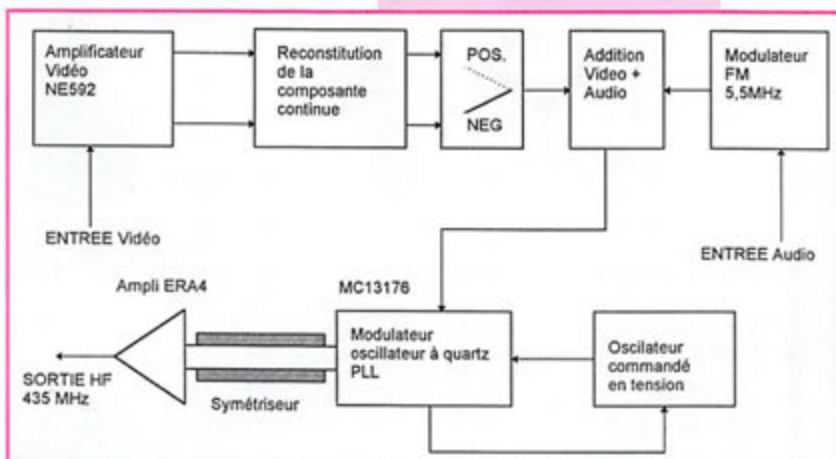 Amplificateur
Vidéo
NE592
Reconstitution
de la
composante
continue
POS.
NEG
Addition
Video +
Audio
Modulateur
FM
5,5MHz
ENTREE Vidéo
ENTREE Audio
Ampli ERA4
MC13176
Modulateur
oscillateur à quartz
PLL
Oscilateur
commandé
en tension
SORTIE HF
435 MHz
Symétriseur